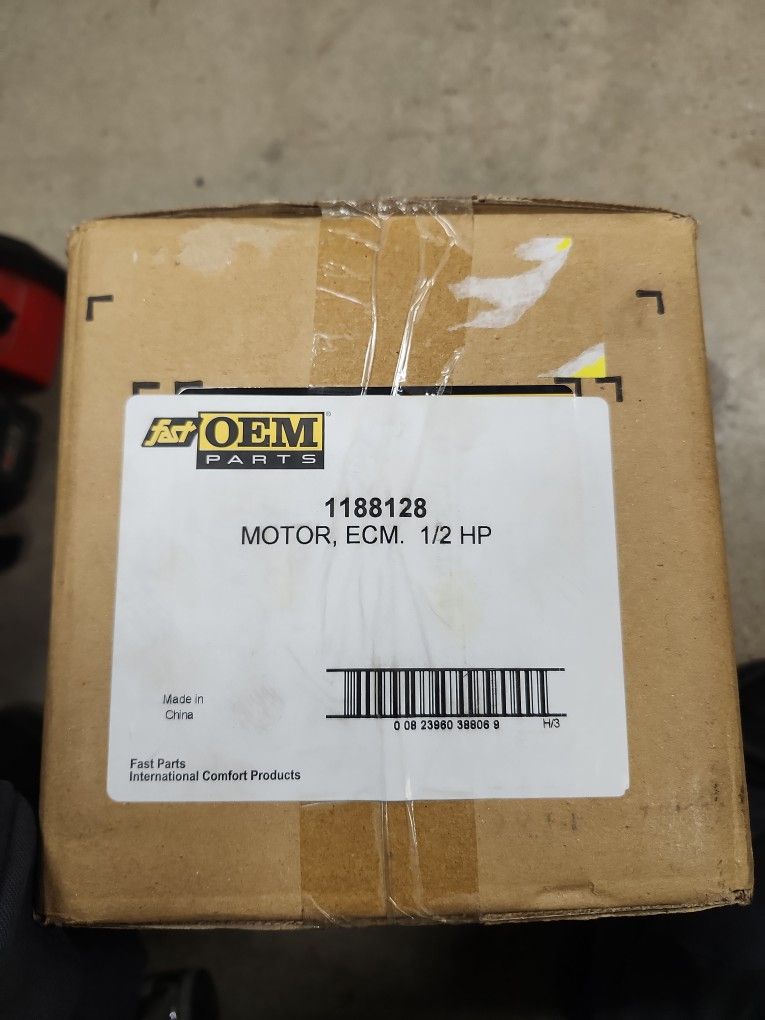 fast OEM®
PARTS
1188128
MOTOR, ECM. 1/2 HP
Made in
China
0 08 23960 38806 9 H/3
Fast Parts
International Comfort Products